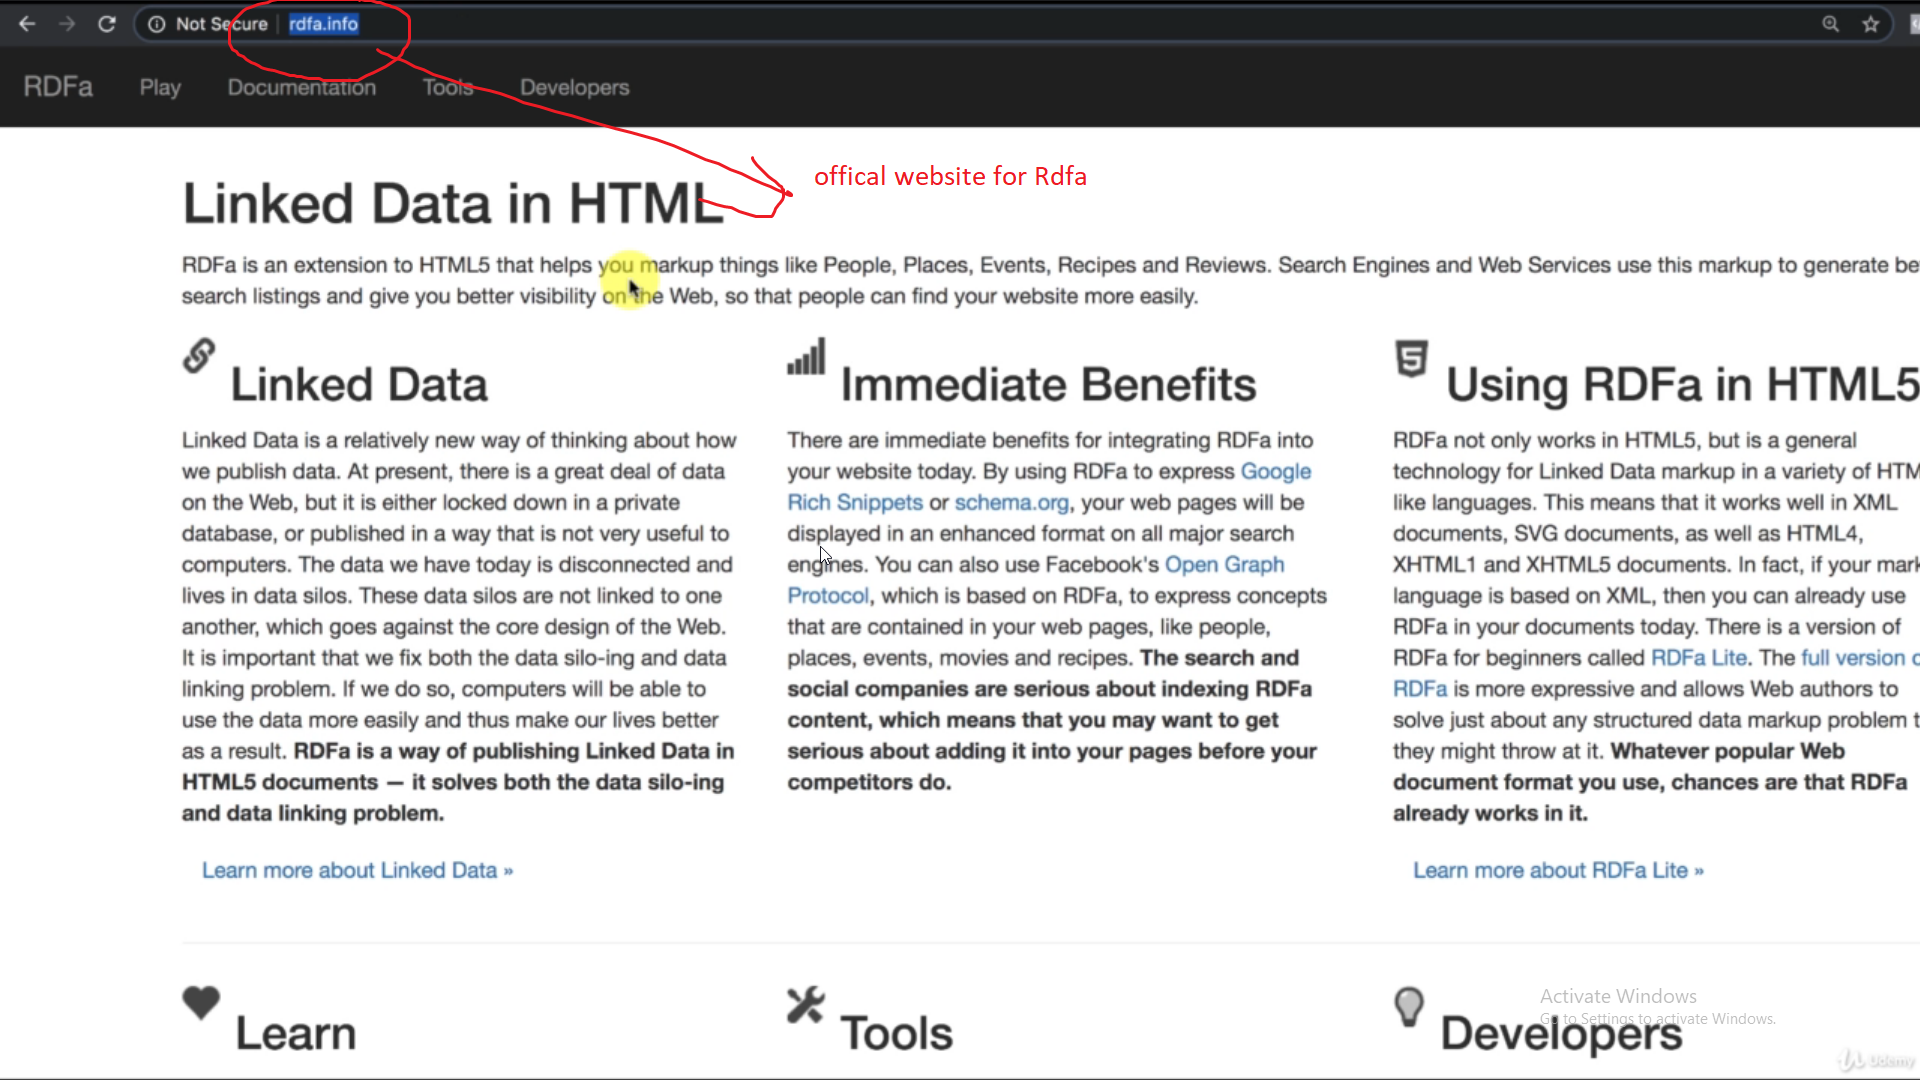 Not Secure | rdfa.info
RDFa Play Documentation Tools Developers
offical website for Rdfa
Linked Data in HTML
RDFa is an extension to HTML5 that helps you markup things like People, Places, Events, Recipes and Reviews. Search Engines and Web Services use this markup to generate be
search listings and give you better visibility on the Web, so that people can find your website more easily.
Linked Data
Linked Data is a relatively new way of thinking about how
we publish data. At present, there is a great deal of data
on the Web, but it is either locked down in a private
database, or published in a way that is not very useful to
computers. The data we have today is disconnected and
lives in data silos. These data silos are not linked to one
another, which goes against the core design of the Web.
It is important that we fix both the data silo-ing and data
linking problem. If we do so, computers will be able to
use the data more easily and thus make our lives better
as a result. RDFa is a way of publishing Linked Data in
HTML5 documents — it solves both the data silo-ing
and data linking problem.
Learn more about Linked Data »
Immediate Benefits
There are immediate benefits for integrating RDFa into
your website today. By using RDFa to express Google
Rich Snippets or schema.org, your web pages will be
displayed in an enhanced format on all major search
engines. You can also use Facebook's Open Graph
Protocol, which is based on RDFa, to express concepts
that are contained in your web pages, like people,
places, events, movies and recipes. The search and
social companies are serious about indexing RDFa
content, which means that you may want to get
serious about adding it into your pages before your
competitors do.
Using RDFa in HTML5
RDFa not only works in HTML5, but is a general
technology for Linked Data markup in a variety of HTM
like languages. This means that it works well in XML
documents, SVG documents, as well as HTML4,
XHTML1 and XHTML5 documents. In fact, if your mark
language is based on XML, then you can already use
RDFa in your documents today. There is a version of
RDFa for beginners called RDFa Lite. The full version o
RDFa is more expressive and allows Web authors to
solve just about any structured data markup problem t
they might throw at it. Whatever popular Web
document format you use, chances are that RDFa
already works in it.
Learn more about RDFa Lite »
Learn
Tools
Developers
Activate Windows
Go to Settings to activate Windows.
Udemy